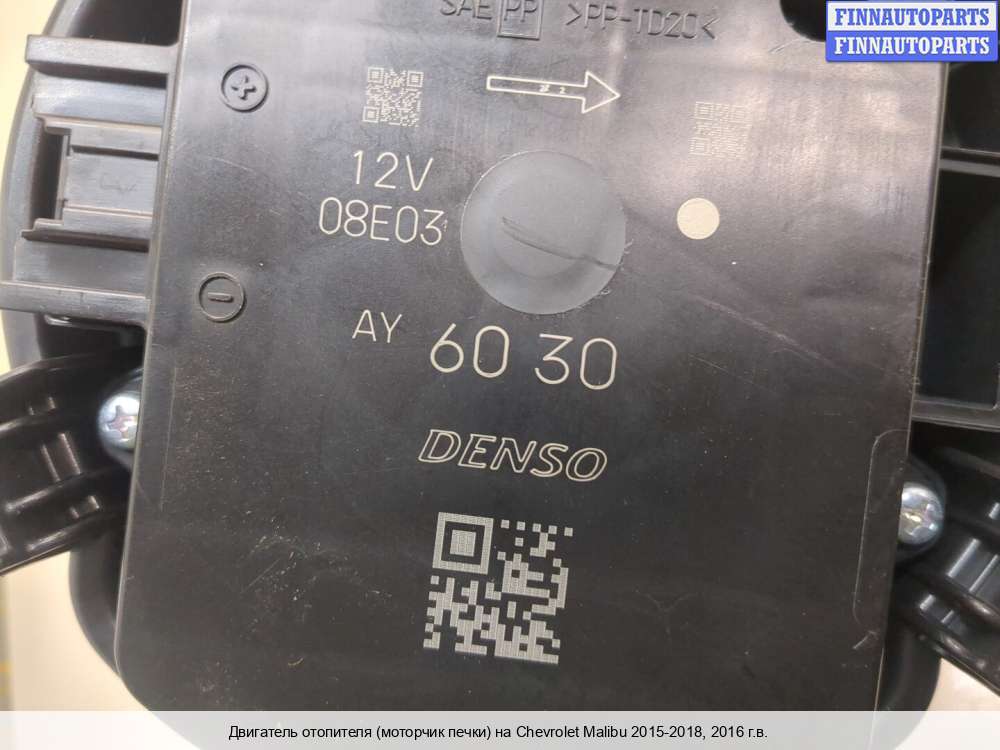 SAE PP >PP-TD20<
FINNAUTOPARTS
FINNAUTOPARTS
12V
08E03
AY 60 30
DENSO
Двигатель отопителя (моторчик печки) на Chevrolet Malibu 2015-2018, 2016 г.в.